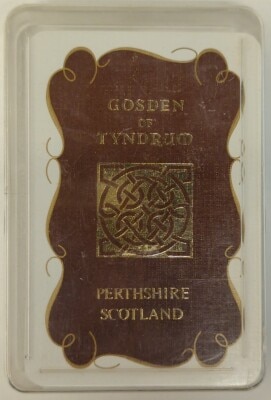 GOSDEN
OF
TYNDRUM
PERTHSHIRE
SCOTLAND